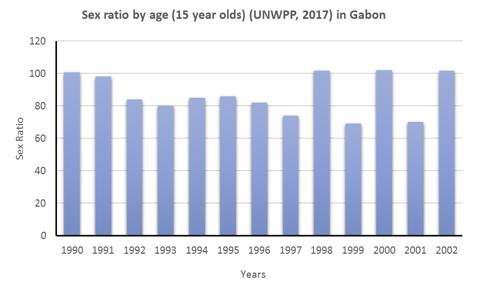 Sex ratio by age (15 year olds) (UNWPP, 2017) in Gabon
120
100
80
60
40
20
0
Sex Ratio
1990 1991 1992 1993 1994 1995 1996 1997 1998 1999 2000 2001 2002
Years